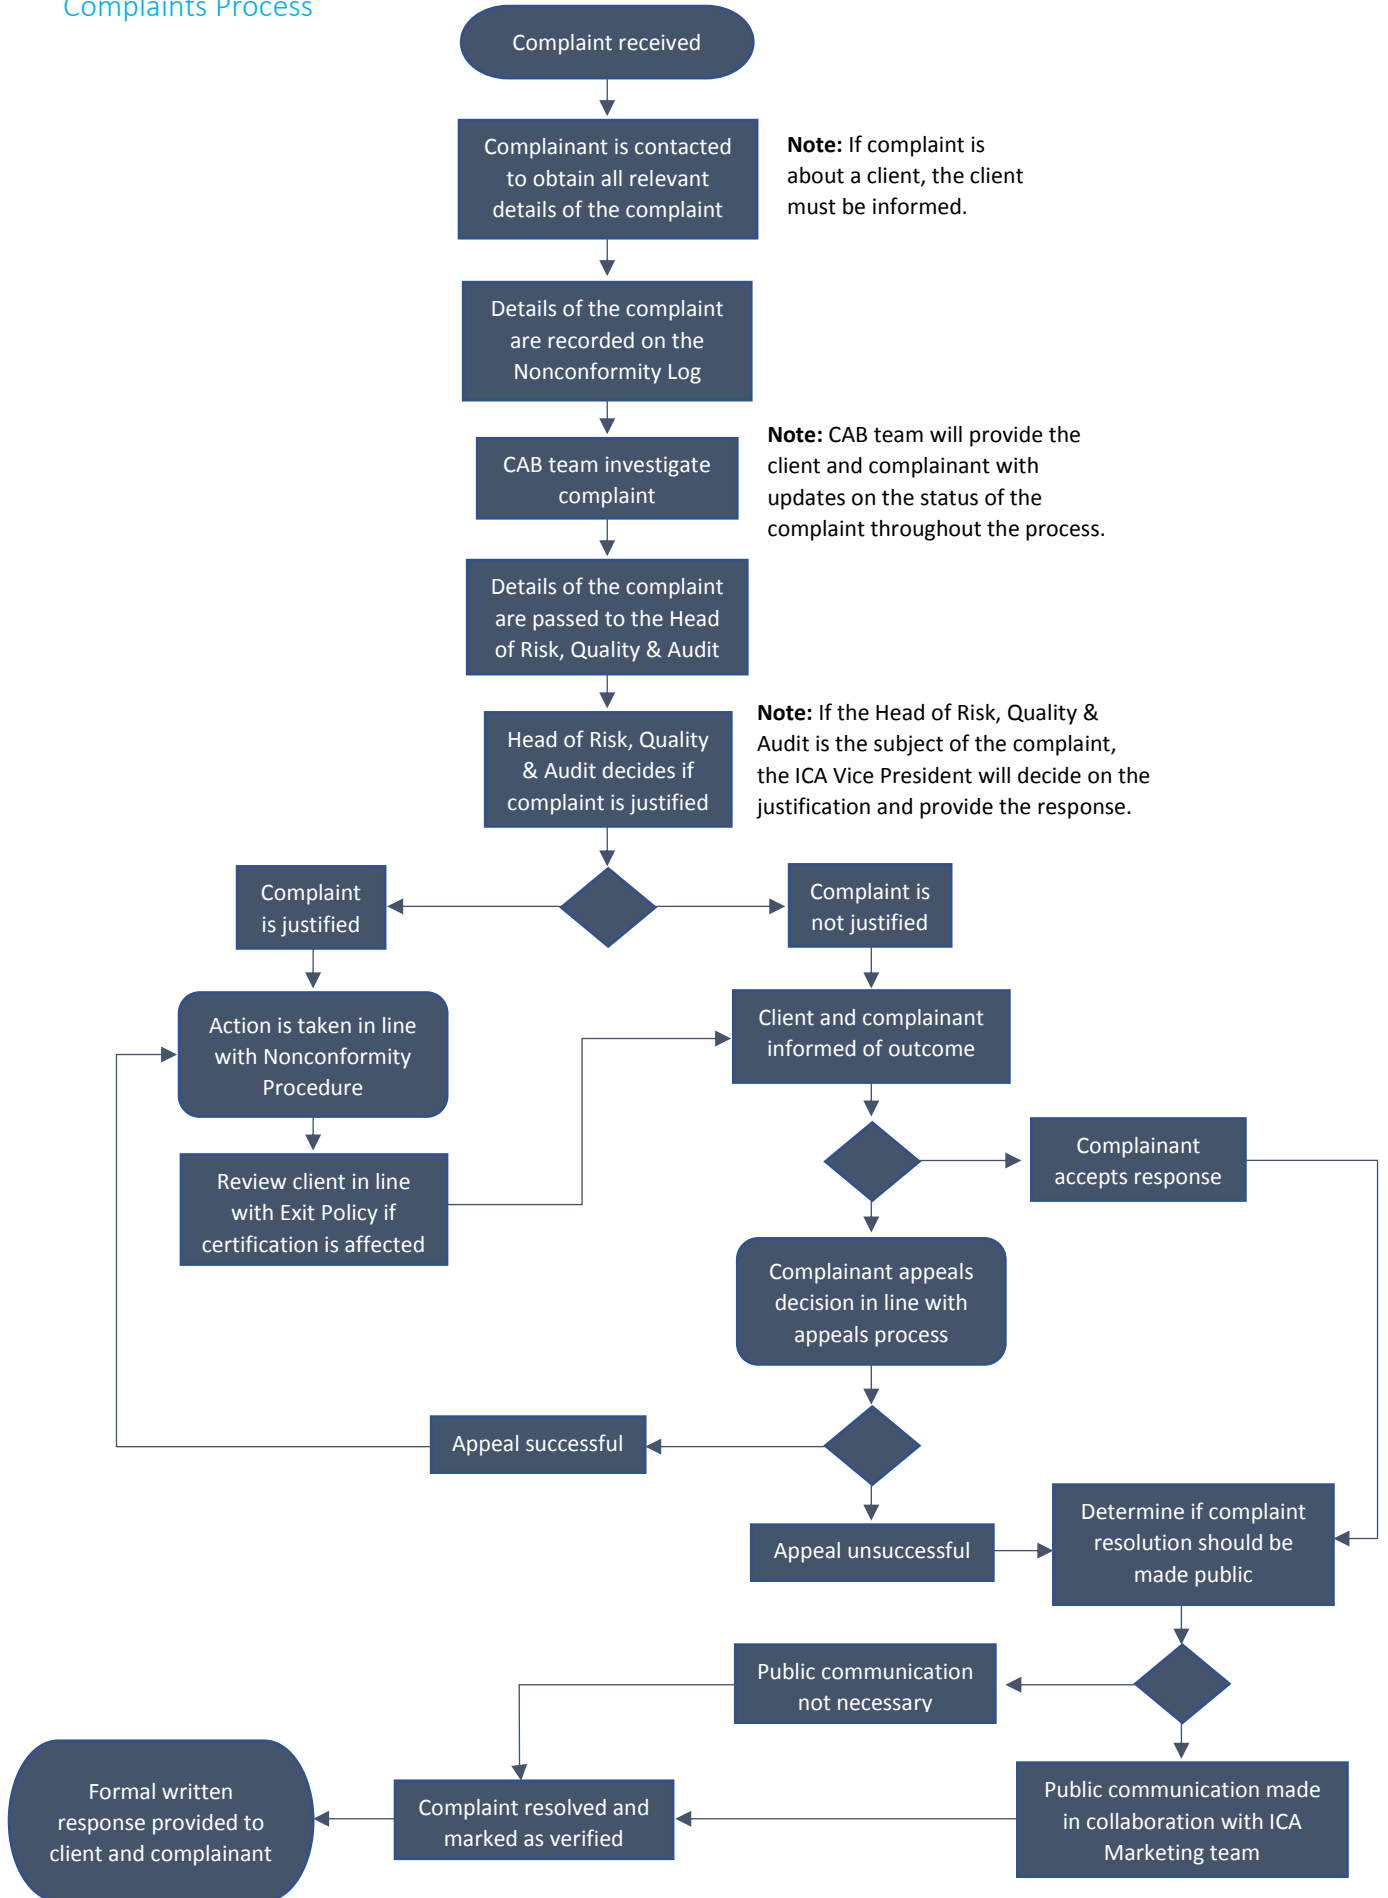 Complaints Process
Complaint received
Complainant is contacted
to obtain all relevant
details of the complaint
Note: If complaint is
about a client, the client
must be informed.
Details of the complaint
are recorded on the
Nonconformity Log
CAB team investigate
complaint
Note: CAB team will provide the
client and complainant with
updates on the status of the
complaint throughout the process.
Details of the complaint
are passed to the Head
of Risk, Quality & Audit
Head of Risk, Quality
& Audit decides if
complaint is justified
Note: If the Head of Risk, Quality &
Audit is the subject of the complaint,
the ICA Vice President will decide on the
justification and provide the response.
Complaint
is justified
Complaint is
not justified
Action is taken in line
with Nonconformity
Procedure
Client and complainant
informed of outcome
Review client in line
with Exit Policy if
certification is affected
Complainant
accepts response
Complainant appeals
decision in line with
appeals process
Appeal successful
Appeal unsuccessful
Determine if complaint
resolution should be
made public
Public communication
not necessary
Public communication made
in collaboration with ICA
Marketing team
Complaint resolved and
marked as verified
Formal written
response provided to
client and complainant